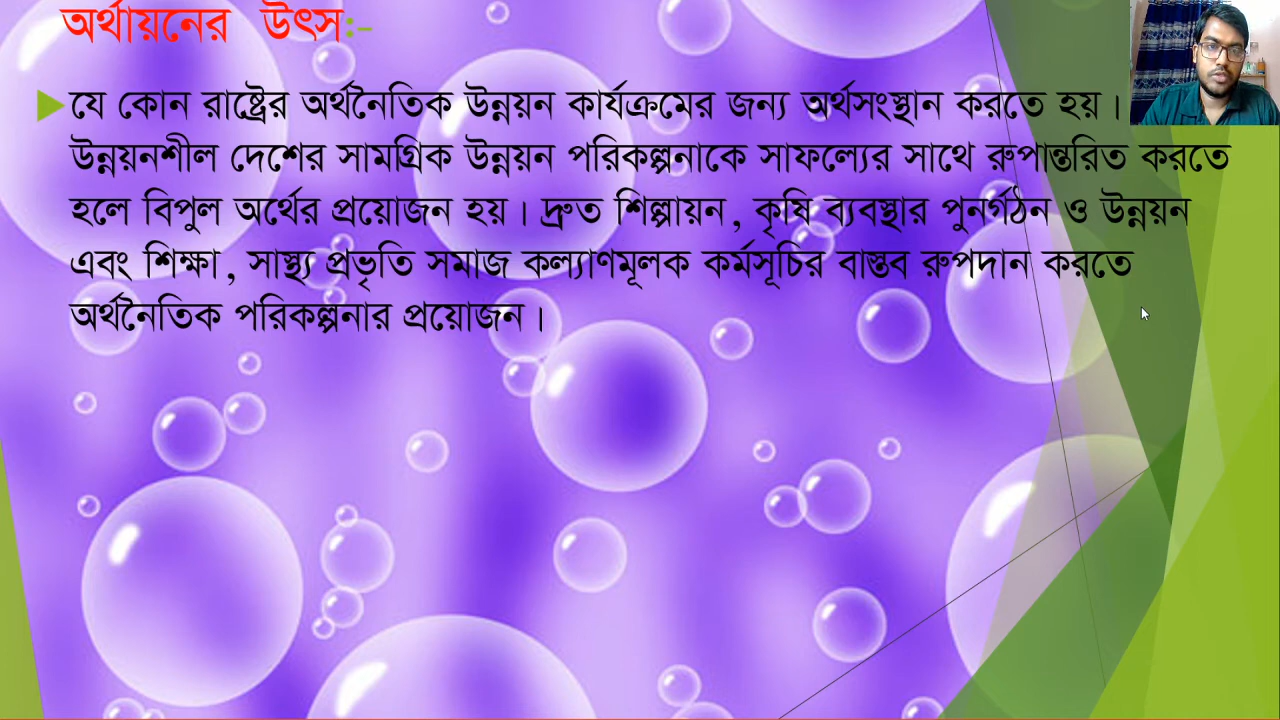 অর্থায়নের উৎস:-
যে কোন রাষ্ট্রের অর্থনৈতিক উন্নয়ন কার্যক্রমের জন্য অর্থসংস্থান করতে হয়।
উন্নয়নশীল দেশের সামগ্রিক উন্নয়ন পরিকল্পনাকে সাফল্যের সাথে রুপান্তরিত করতে
হলে বিপুল অর্থের প্রয়োজন হয়। দ্রুত শিল্পায়ন, কৃষি ব্যবস্থার পুনর্গঠন ও উন্নয়ন
এবং শিক্ষা, সাস্থ্য প্রভৃতি সমাজ কল্যাণমূলক কর্মসূচির বাস্তব রুপদান করতে
অর্থনৈতিক পরিকল্পনার প্রয়োজন।